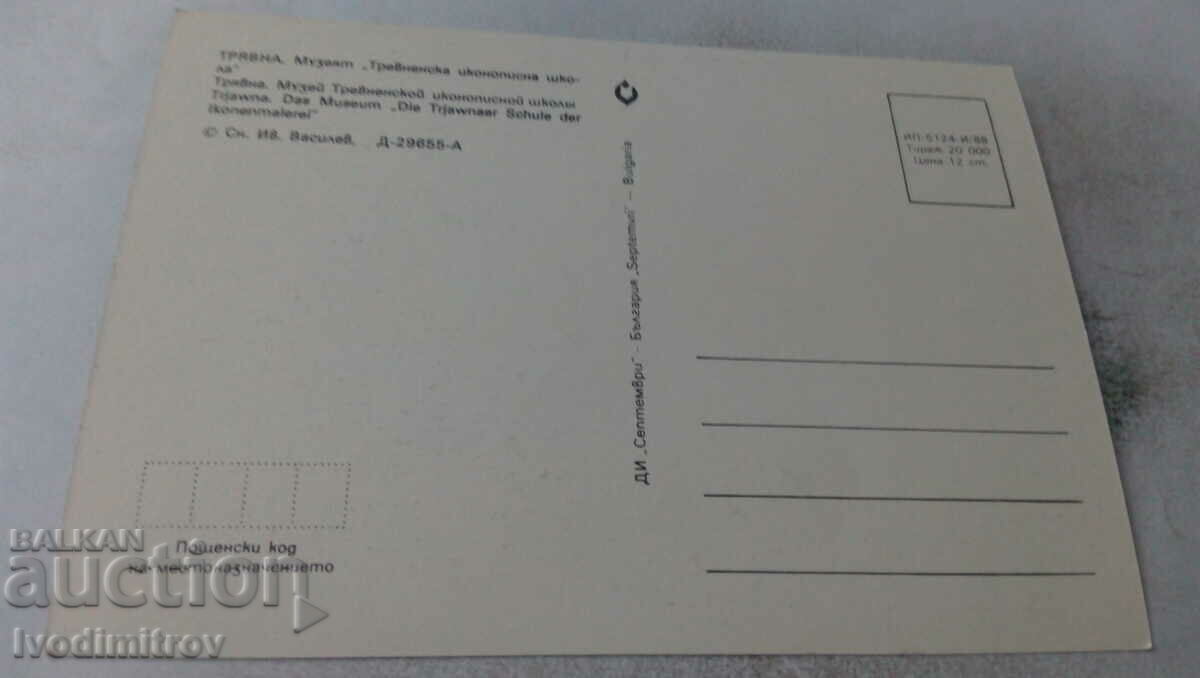 ТРЯВНА. Музеят „Тревненска иконописна шко-
ла“
Трявна. Музей Тревненской иконописной школы
Trjawna. Das Museum „Die Trjawnaer Schule der
Ikonenmalerei“
© Сн. Ив. Василев, Д-29655-А
ДИ „Септември“ - България „Septemvri“ — Bulgaria
ИП-5124-И/88
Тираж 20 000
Цена 12 ст.
Пощенски код
на местоназначението
BALKAN
auction
Ivodimitrov